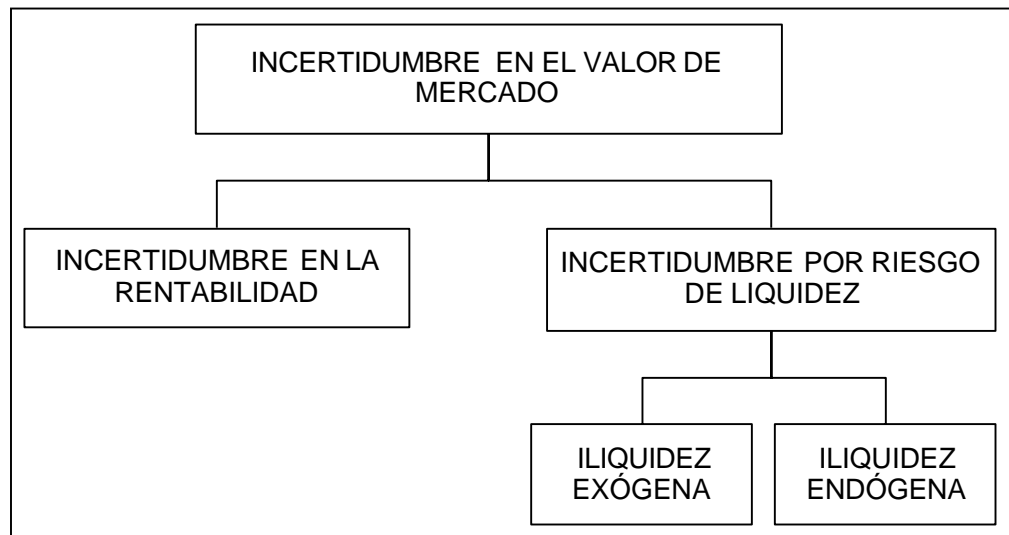 INCERTIDUMBRE EN EL VALOR DE
MERCADO
INCERTIDUMBRE EN LA
RENTABILIDAD
INCERTIDUMBRE POR RIESGO
DE LIQUIDEZ
ILIQUIDEZ
EXÓGENA
ILIQUIDEZ
ENDÓGENA